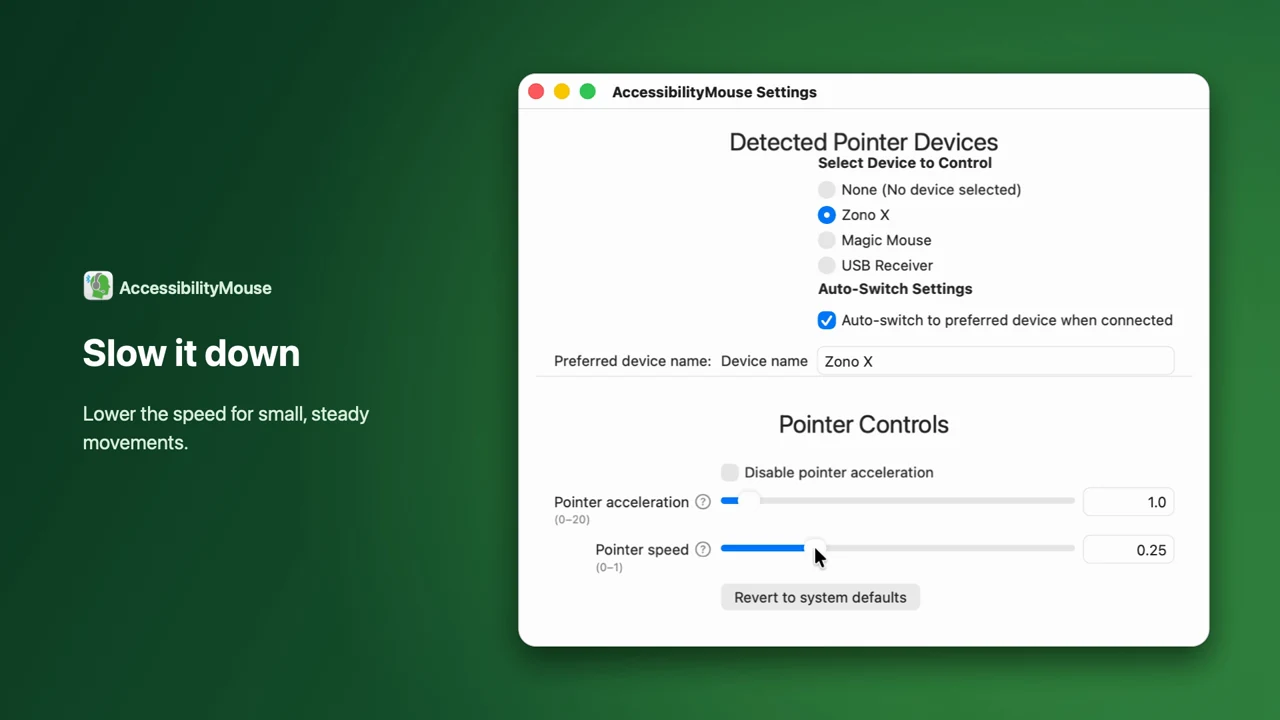 AccessibilityMouse
Slow it down
Lower the speed for small, steady
movements.
AccessibilityMouse Settings
Detected Pointer Devices
Select Device to Control
None (No device selected)
Zono X
Magic Mouse
USB Receiver
Auto-Switch Settings
Auto-switch to preferred device when connected
Preferred device name: Device name Zono X
Pointer Controls
Disable pointer acceleration
Pointer acceleration ? 1.0
(0–20)
Pointer speed ? 0.25
(0–1)
Revert to system defaults